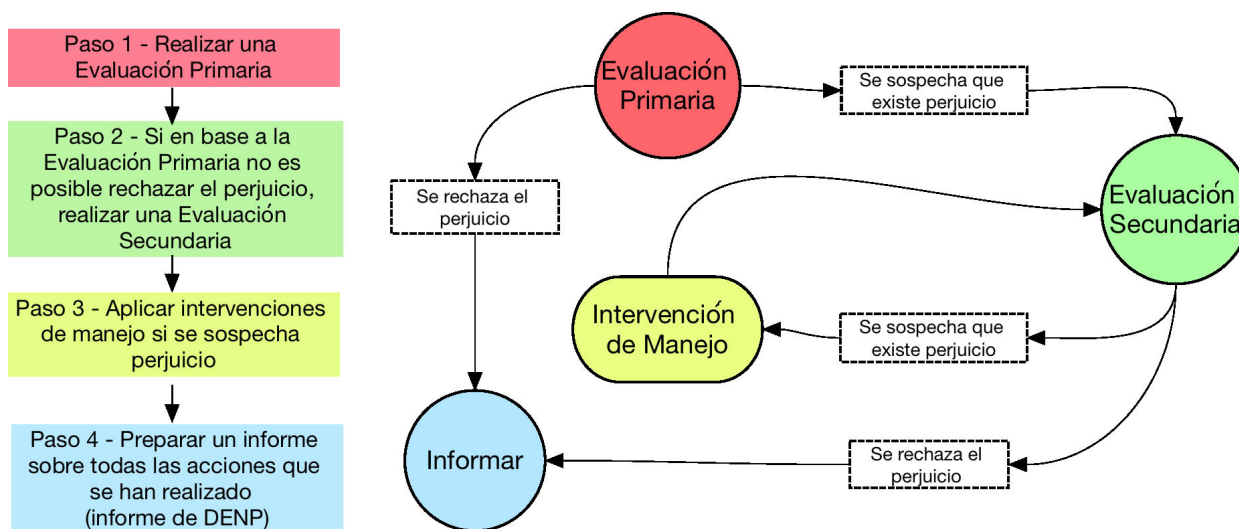 Paso 1 - Realizar una
Evaluación Primaria
Paso 2 - Si en base a la
Evaluación Primaria no es
posible rechazar el perjuicio,
realizar una Evaluación
Secundaria
Paso 3 - Aplicar intervenciones
de manejo si se sospecha
perjuicio
Paso 4 - Preparar un informe
sobre todas las acciones que
se han realizado
(informe de DENP)
Evaluación
Primaria
Se sospecha que
existe perjuicio
Se rechaza el
perjuicio
Evaluación
Secundaria
Intervención
de Manejo
Se sospecha que
existe perjuicio
Informar
Se rechaza el
perjuicio